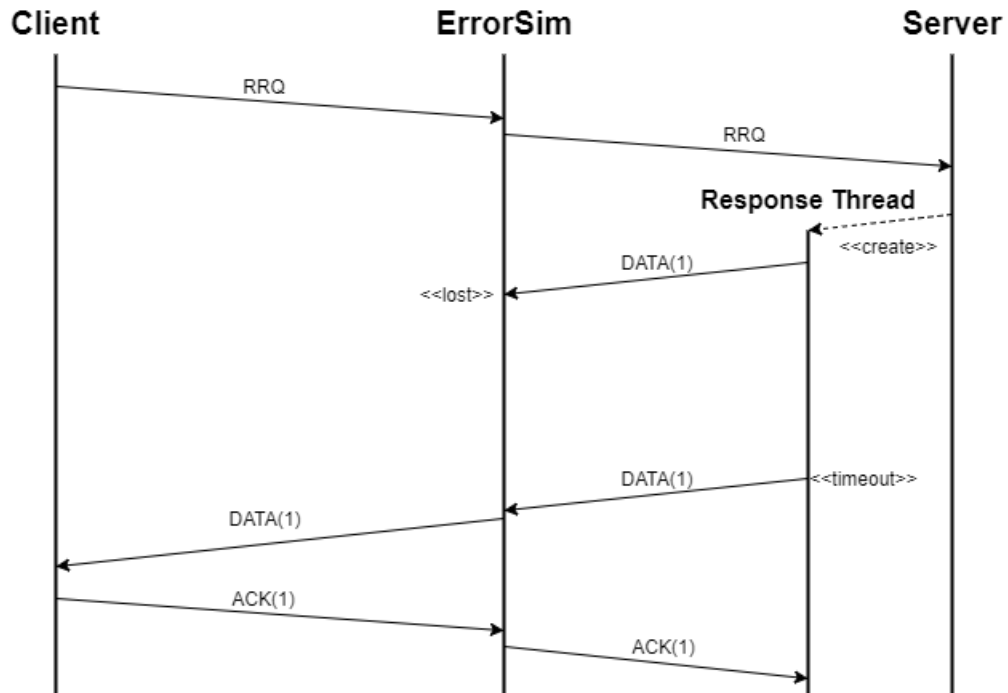 Client
ErrorSim
Server
RRQ
RRQ
Response Thread
<<create>>
DATA(1)
<<lost>>
DATA(1)
<<timeout>>
DATA(1)
ACK(1)
ACK(1)